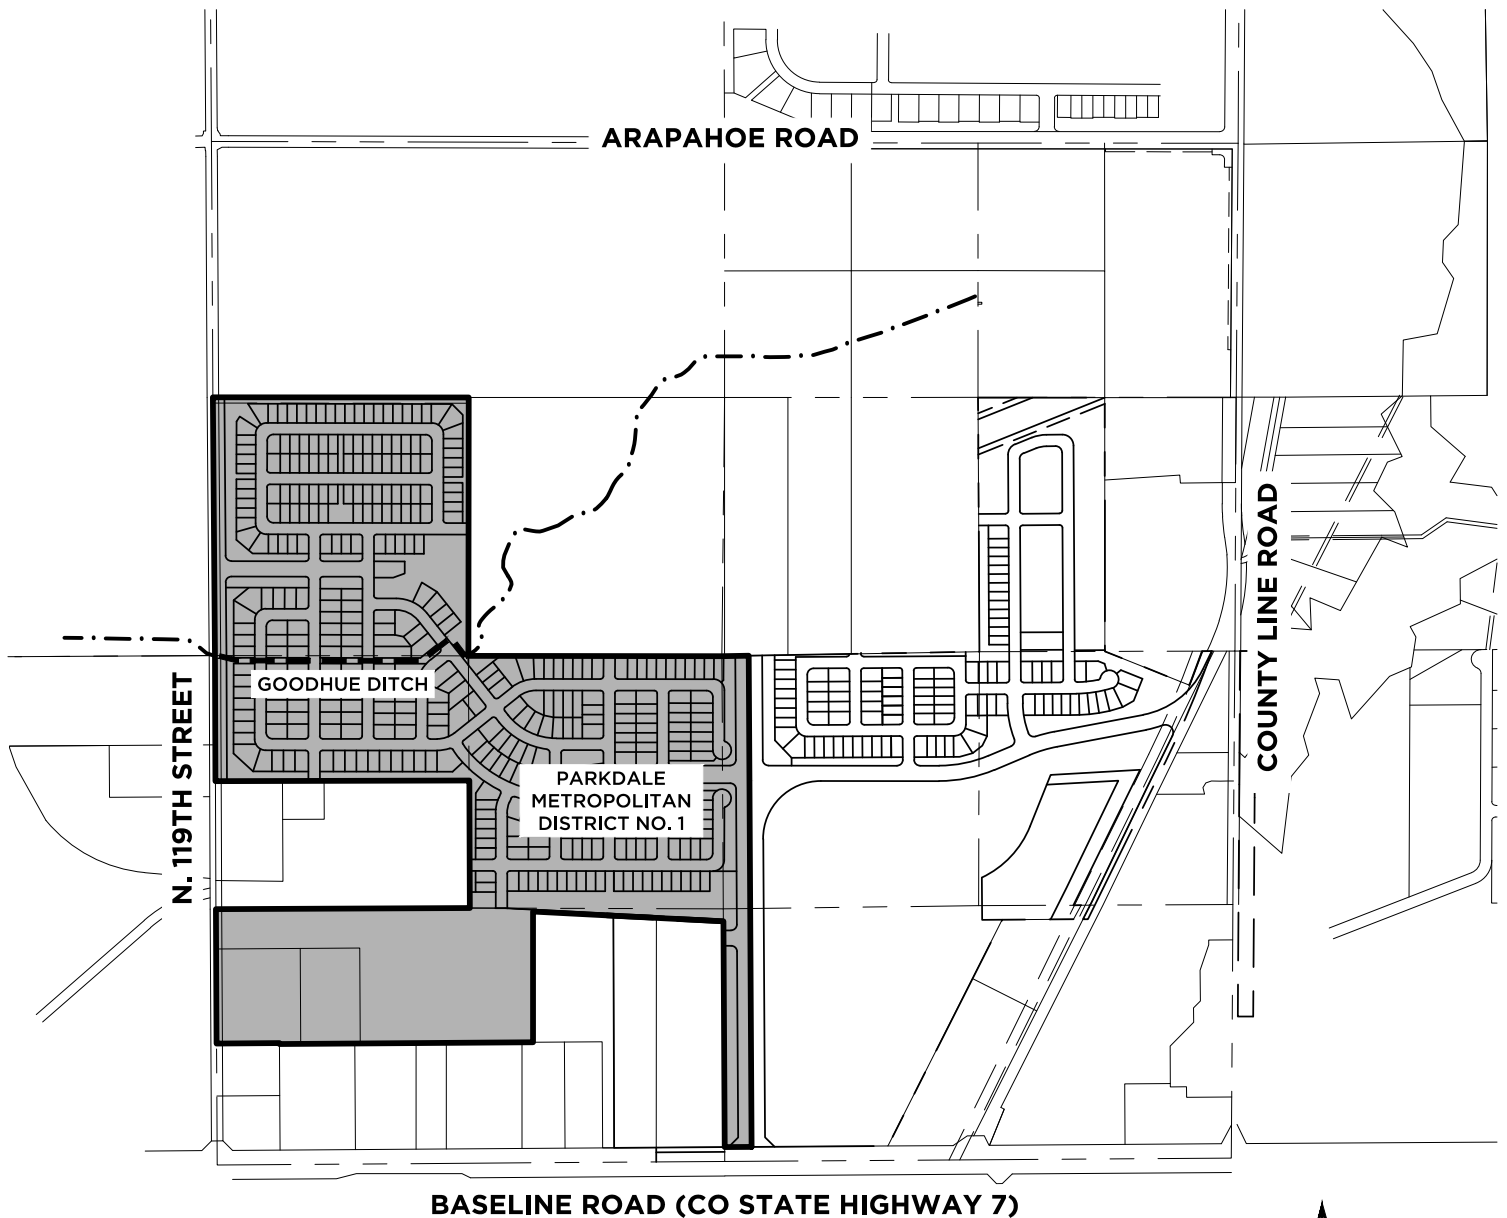 ARAPAHOE ROAD
COUNTY LINE ROAD
GOODHUE DITCH
N. 119TH STREET
PARKDALE
METROPOLITAN
DISTRICT NO. 1
BASELINE ROAD (CO STATE HIGHWAY 7)